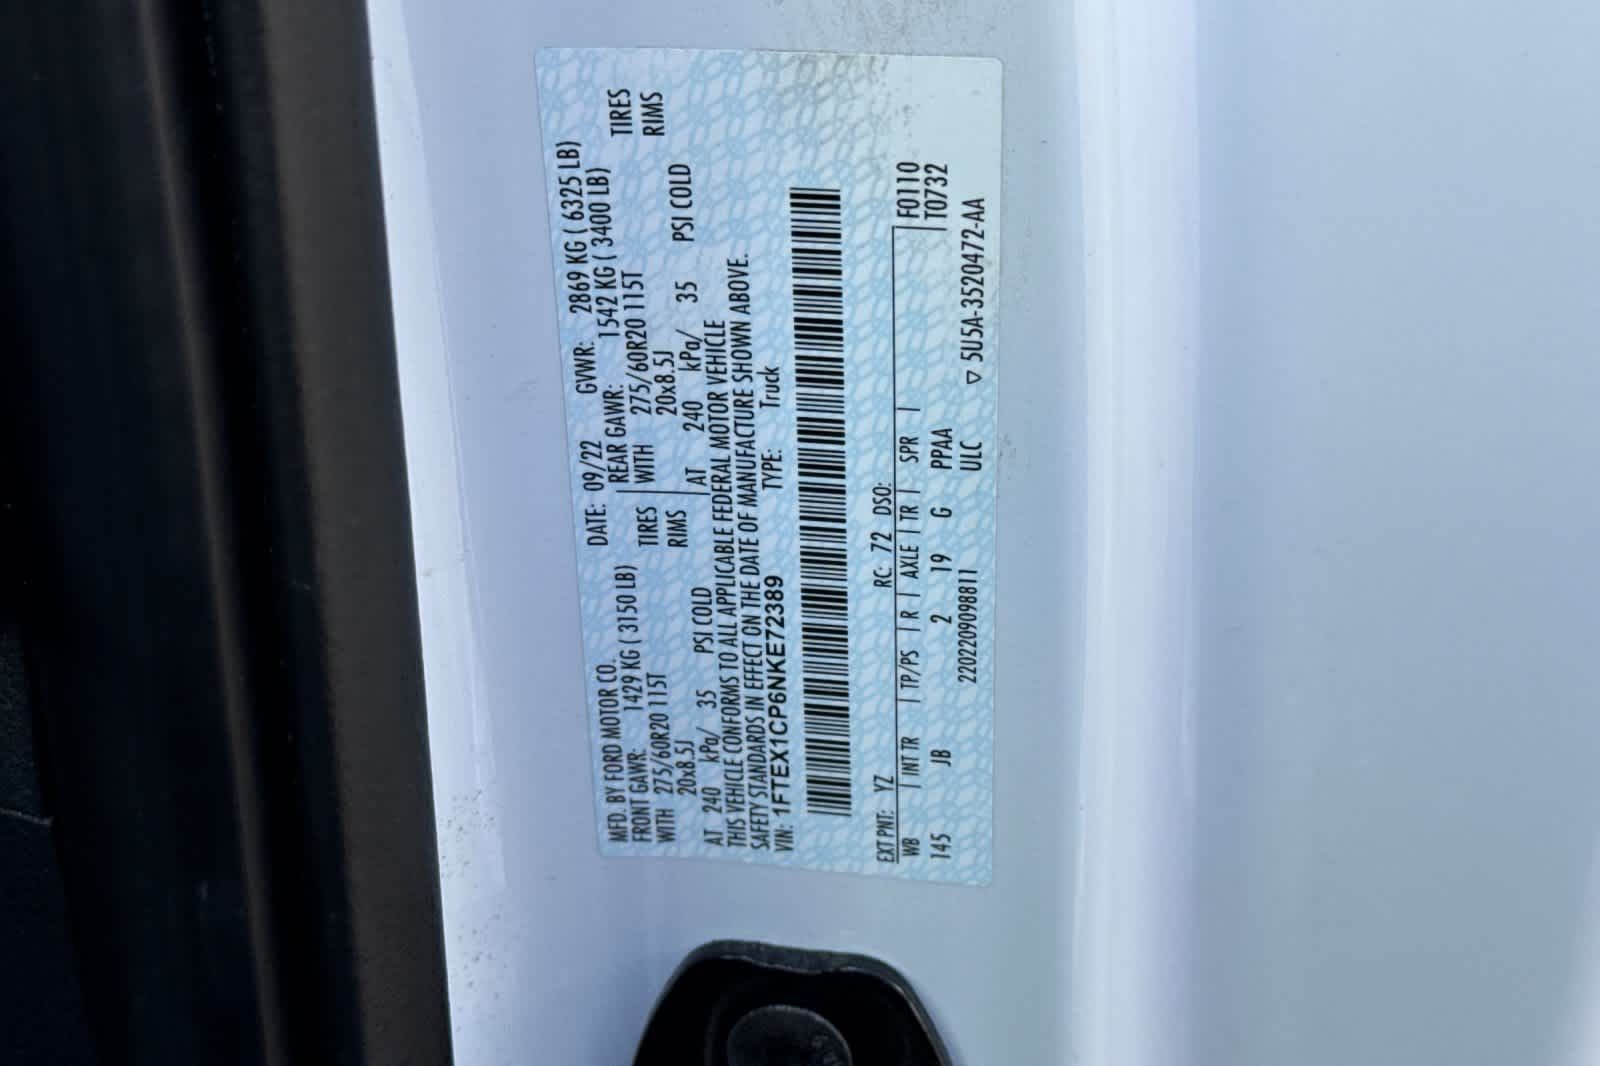 MFD. BY FORD MOTOR CO. DATE: 09/22 GVWR: 2869 KG ( 6325 LB)
FRONT GAWR: 1429 KG ( 3150 LB) REAR GAWR: 1542 KG ( 3400 LB)
WITH 275/60R20 115T TIRES WITH 275/60R20 115T TIRES
20x8.5J RIMS 20x8.5J RIMS
AT 240 kPa/ 35 PSI COLD AT 240 kPa/ 35 PSI COLD
THIS VEHICLE CONFORMS TO ALL APPLICABLE FEDERAL MOTOR VEHICLE
SAFETY STANDARDS IN EFFECT ON THE DATE OF MANUFACTURE SHOWN ABOVE.
VIN: 1FTEX1CP6NKE72389 TYPE: Truck
EXT PNT: YZ RC: 72 DSO:
WB | INT TR | TP/PS | R | AXLE | TR | SPR | F0110
145 JB 2 19 G PPAA T0732
2202209098811 ULC ▽ 5U5A-3520472-AA